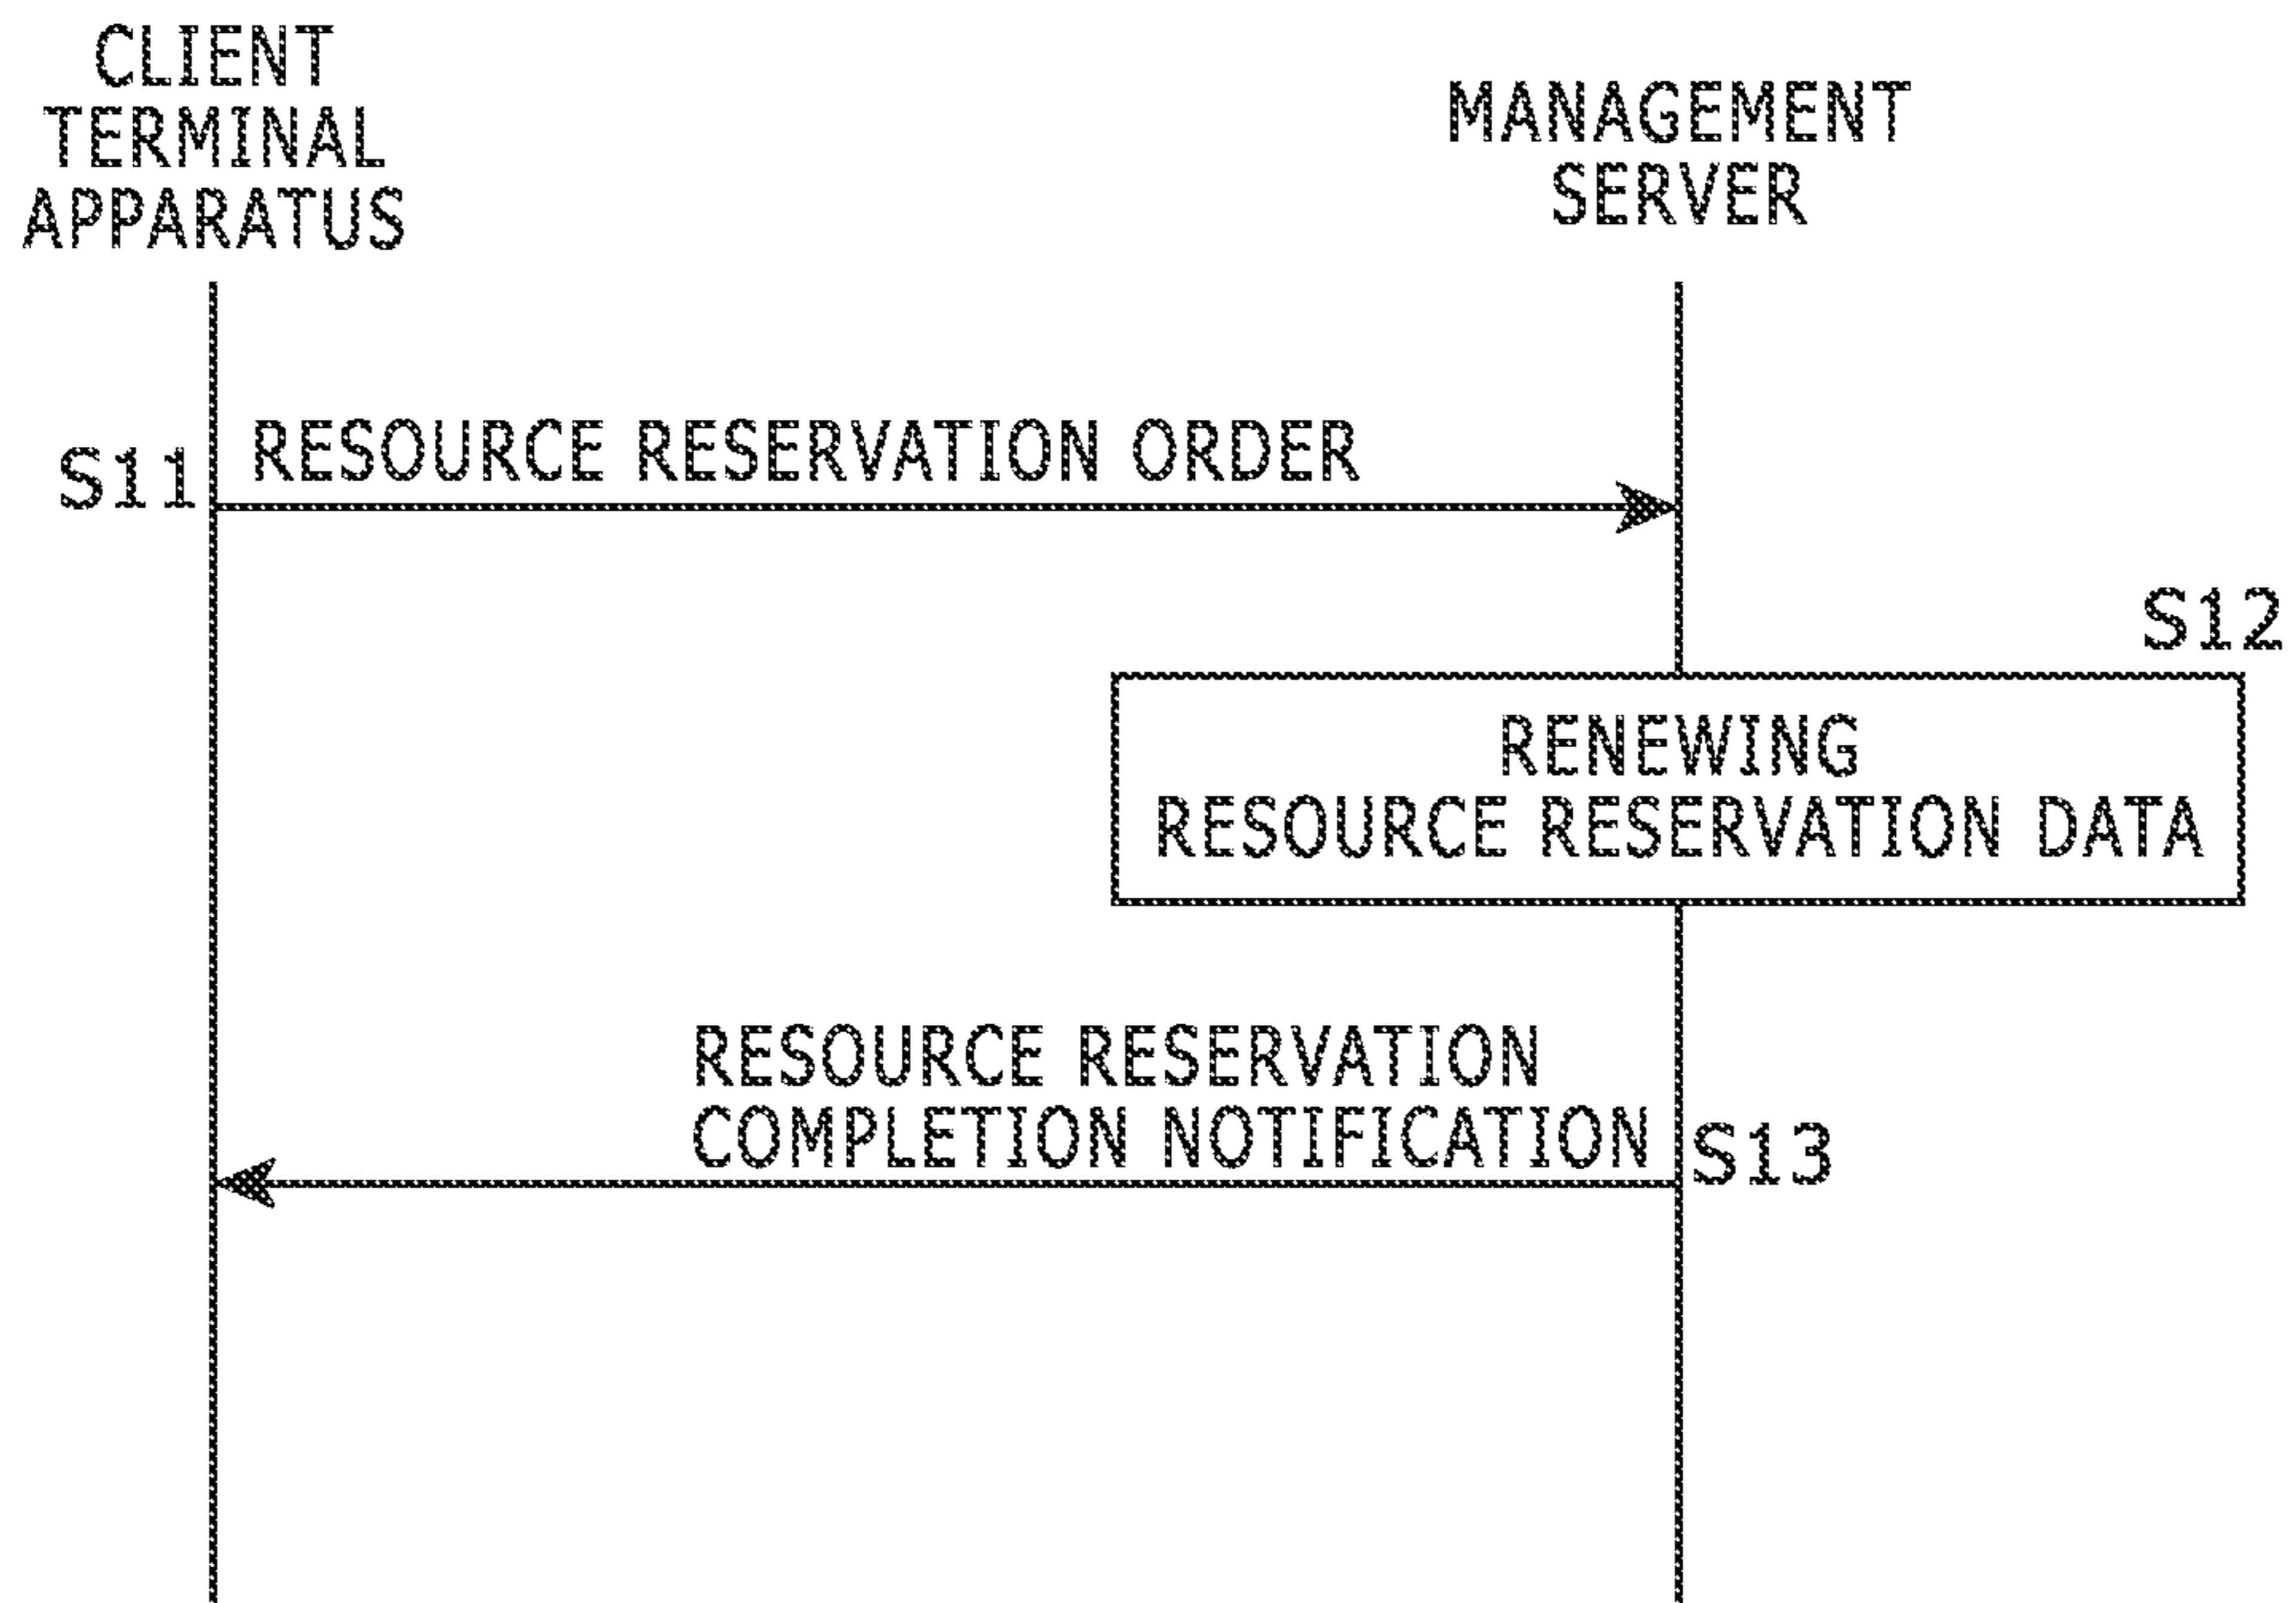 CLIENT
TERMINAL
APPARATUS
MANAGEMENT
SERVER
S11
RESOURCE RESERVATION ORDER
S12
RENEWING
RESOURCE RESERVATION DATA
RESOURCE RESERVATION
COMPLETION NOTIFICATION
S13